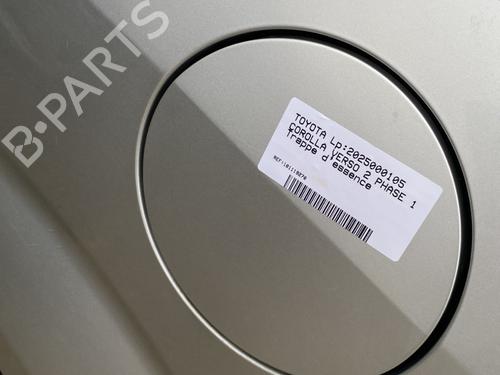 B-PARTS
TOYOTA Lp:2025000105
COROLLA VERSO 2 PHASE 1
Trappe d'essence